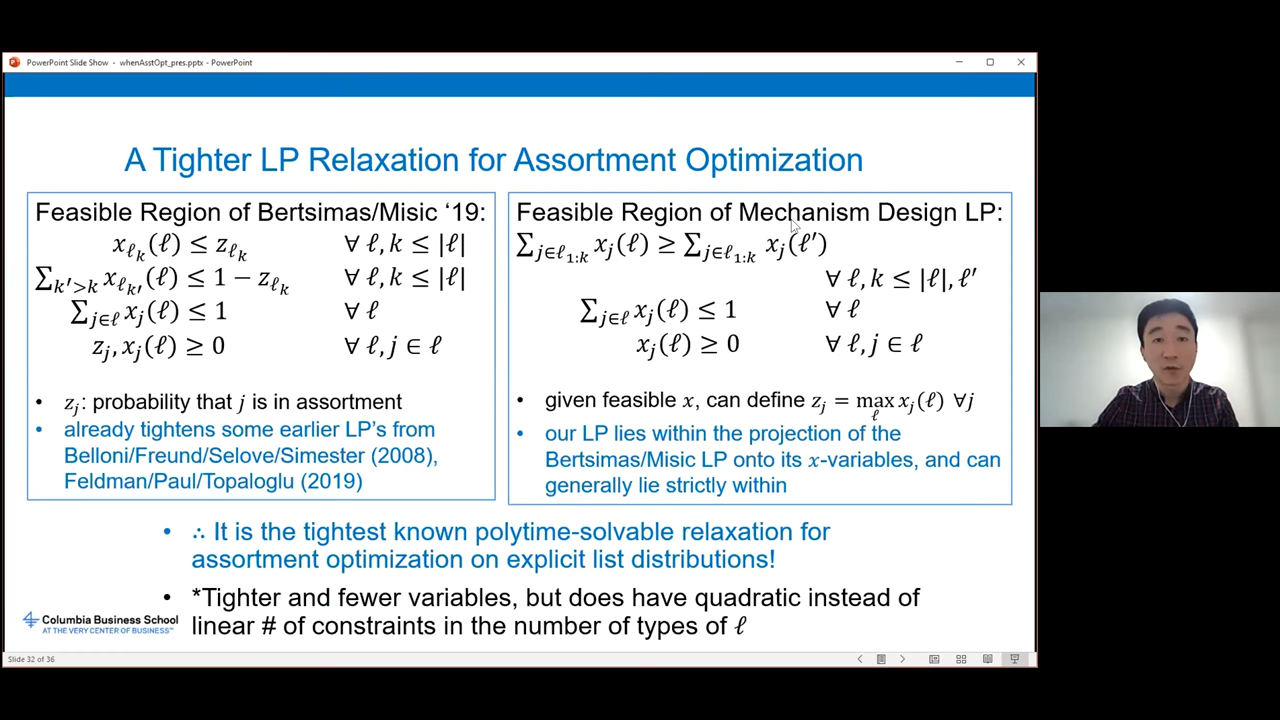 PowerPoint Slide Show - whenAsstOpt_pres.pptx - PowerPoint
A Tighter LP Relaxation for Assortment Optimization
Feasible Region of Bertsimas/Misic ‘19:
x_{ℓ_k}(ℓ) ≤ z_{ℓ_k} ∀ ℓ, k ≤ |ℓ|
∑_{k′>k} x_{ℓ_{k′}}(ℓ) ≤ 1 − z_{ℓ_k} ∀ ℓ, k ≤ |ℓ|
∑_{j∈ℓ} x_j(ℓ) ≤ 1 ∀ ℓ
z_j, x_j(ℓ) ≥ 0 ∀ ℓ, j ∈ ℓ
• z_j: probability that j is in assortment
• already tightens some earlier LP’s from
Belloni/Freund/Selove/Simester (2008),
Feldman/Paul/Topaloglu (2019)
Feasible Region of Mechanism Design LP:
∑_{j∈ℓ_{1:k}} x_j(ℓ) ≥ ∑_{j∈ℓ_{1:k}} x_j(ℓ′)
∀ ℓ, k ≤ |ℓ|, ℓ′
∑_{j∈ℓ} x_j(ℓ) ≤ 1 ∀ ℓ
x_j(ℓ) ≥ 0 ∀ ℓ, j ∈ ℓ
• given feasible x, can define z_j = max_ℓ x_j(ℓ) ∀j
• our LP lies within the projection of the
Bertsimas/Misic LP onto its x-variables, and can
generally lie strictly within
• ∴ It is the tightest known polytime-solvable relaxation for
assortment optimization on explicit list distributions!
• *Tighter and fewer variables, but does have quadratic instead of
linear # of constraints in the number of types of ℓ
Columbia Business School
AT THE VERY CENTER OF BUSINESS™
Slide 32 of 36